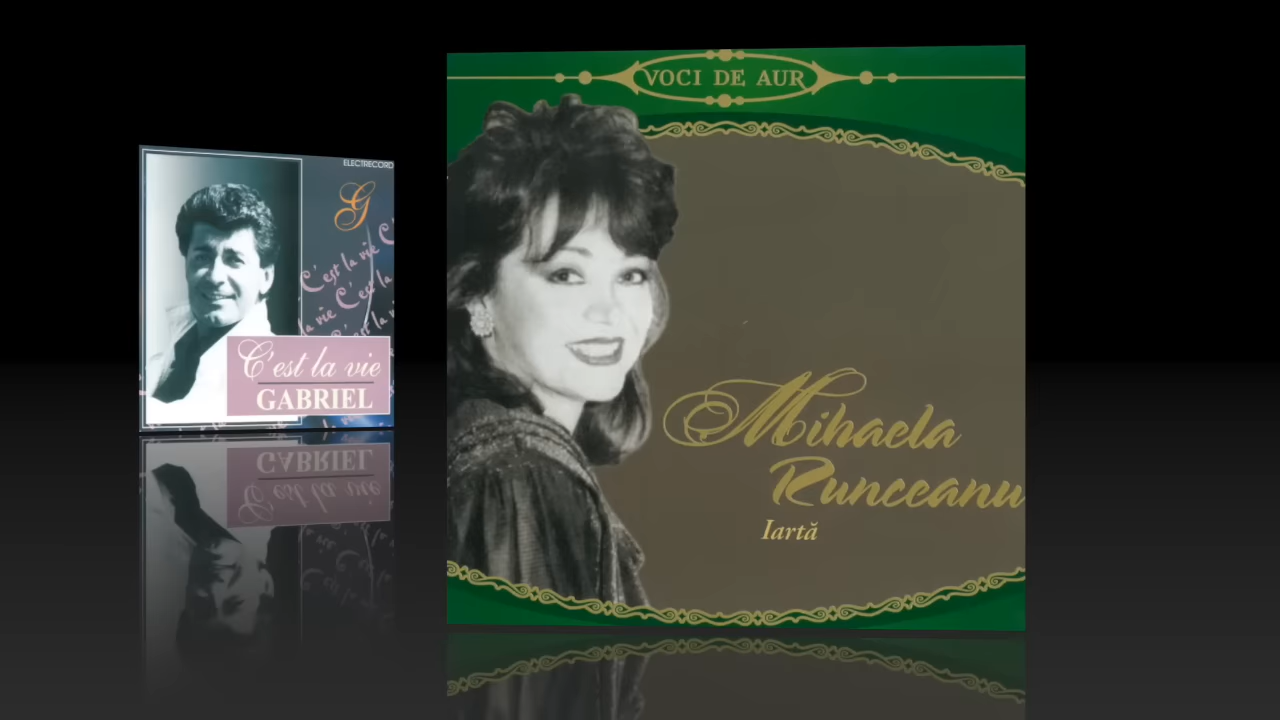 ELECTRECORD
G
C'est la vie C'
la vie C'est la
C'est la v
C'est la vie
GABRIEL
VOCI DE AUR
Mihaela
Runceanu
Iartă